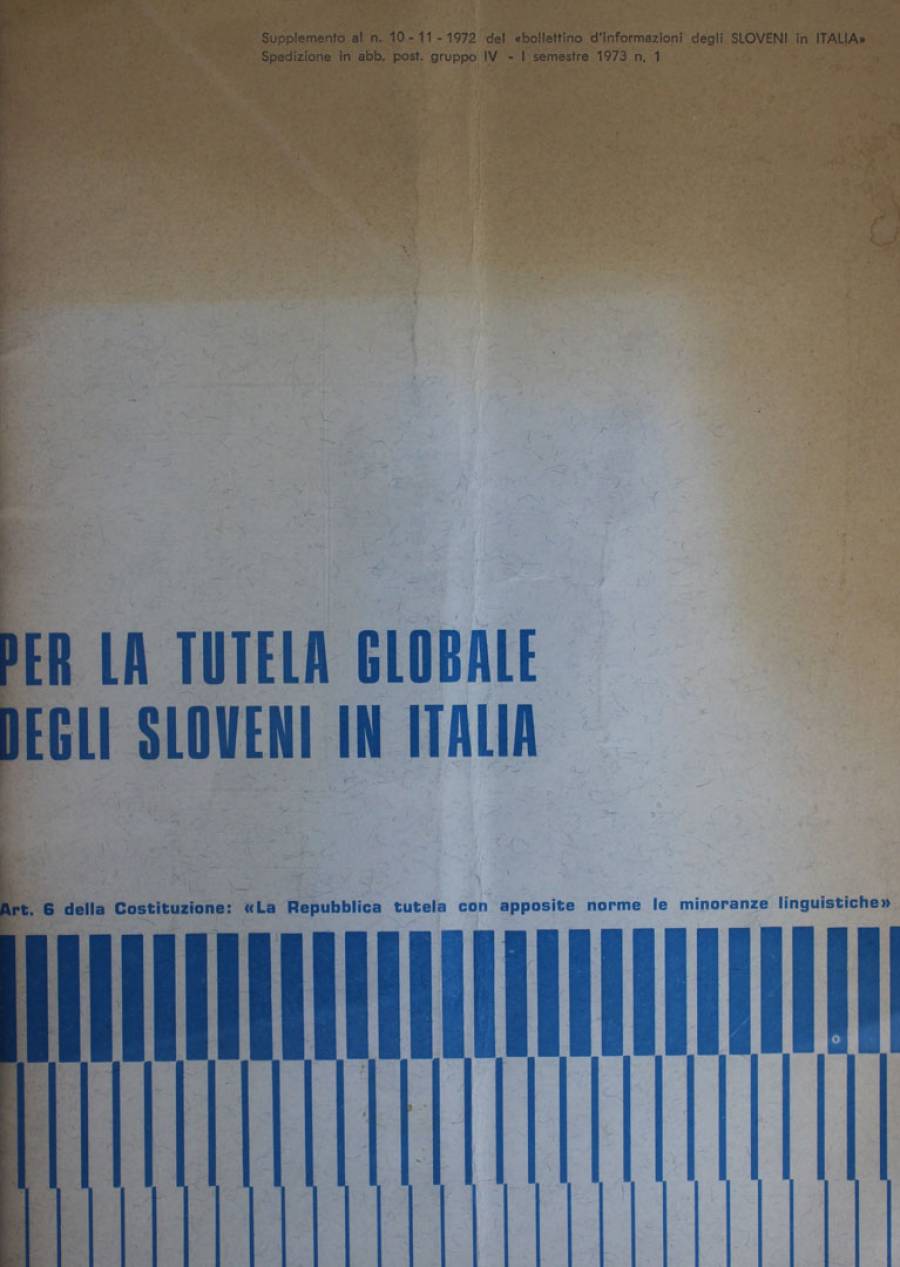 Supplemento al n. 10 - 11 - 1972 del «bollettino d'informazioni degli SLOVENI in ITALIA»
Spedizione in abb. post. gruppo IV - I semestre 1973 n. 1
PER LA TUTELA GLOBALE
DEGLI SLOVENI IN ITALIA
Art. 6 della Costituzione: «La Repubblica tutela con apposite norme le minoranze linguistiche»